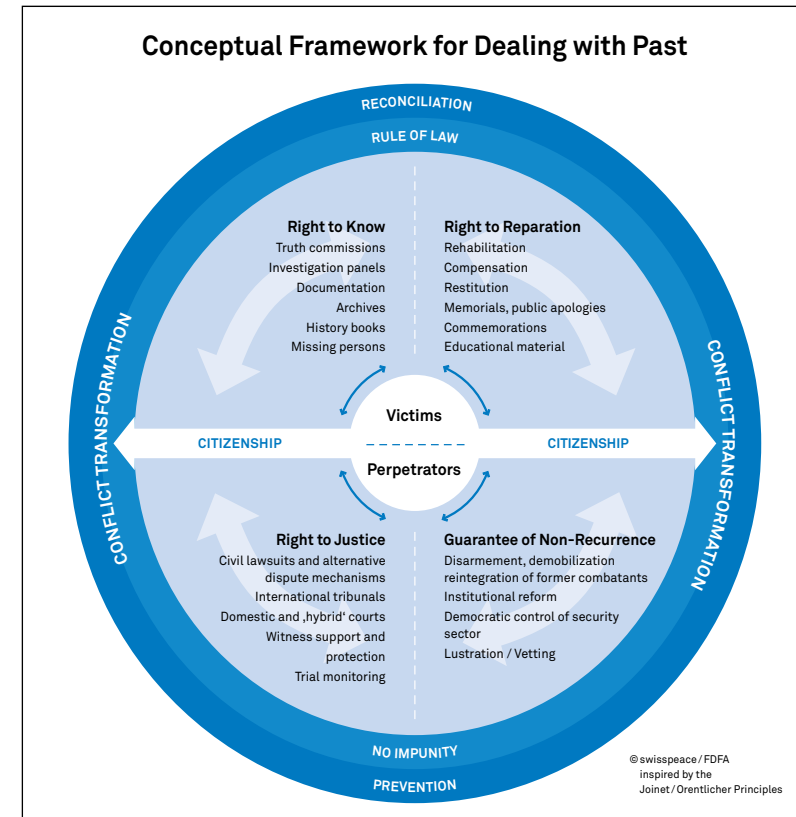 Conceptual Framework for Dealing with Past
RECONCILIATION
RULE OF LAW
Right to Know
Truth commissions
Investigation panels
Documentation
Archives
History books
Missing persons
Right to Reparation
Rehabilitation
Compensation
Restitution
Memorials, public apologies
Commemorations
Educational material
CONFLICT TRANSFORMATION
CONFLICT TRANSFORMATION
Victims
CITIZENSHIP
CITIZENSHIP
Perpetrators
Right to Justice
Civil lawsuits and alternative
dispute mechanisms
International tribunals
Domestic and ‚hybrid‘ courts
Witness support and
protection
Trial monitoring
Guarantee of Non-Recurrence
Disarmement, demobilization
reintegration of former combatants
Institutional reform
Democratic control of security
sector
Lustration / Vetting
NO IMPUNITY
PREVENTION
© swisspeace / FDFA
inspired by the
Joinet / Orentlicher Principles